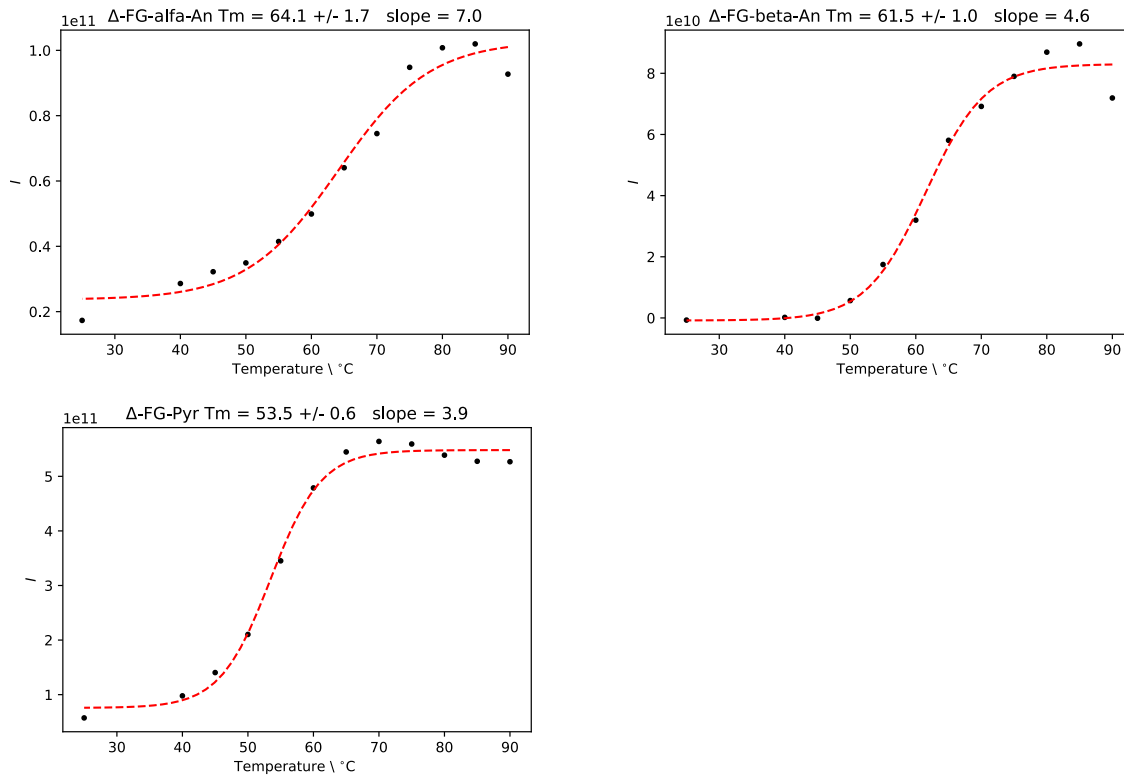 Δ-FG-alfa-An Tm = 64.1 +/- 1.7   slope = 7.0
1e11
1.0
0.8
0.6
0.4
0.2
I
30 40 50 60 70 80 90
Temperature \ °C
Δ-FG-beta-An Tm = 61.5 +/- 1.0   slope = 4.6
1e10
8
6
4
2
0
I
30 40 50 60 70 80 90
Temperature \ °C
Δ-FG-Pyr Tm = 53.5 +/- 0.6   slope = 3.9
1e11
5
4
3
2
1
I
30 40 50 60 70 80 90
Temperature \ °C